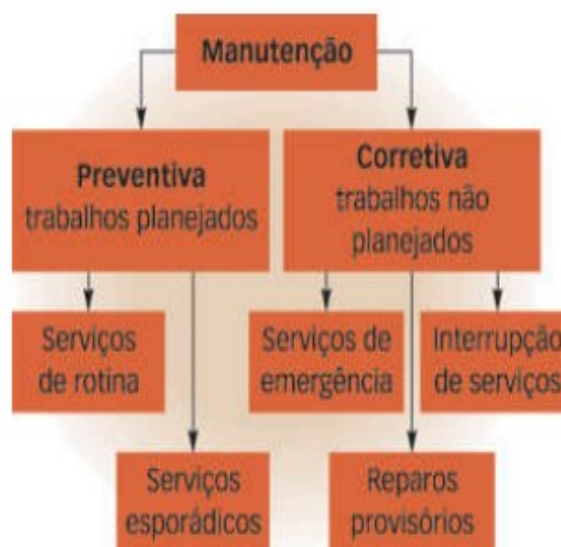 Manutenção
Preventiva
trabalhos planejados
Corretiva
trabalhos não
planejados
Serviços
de rotina
Serviços de
emergência
Interrupção
de serviços
Serviços
esporádicos
Reparos
provisórios